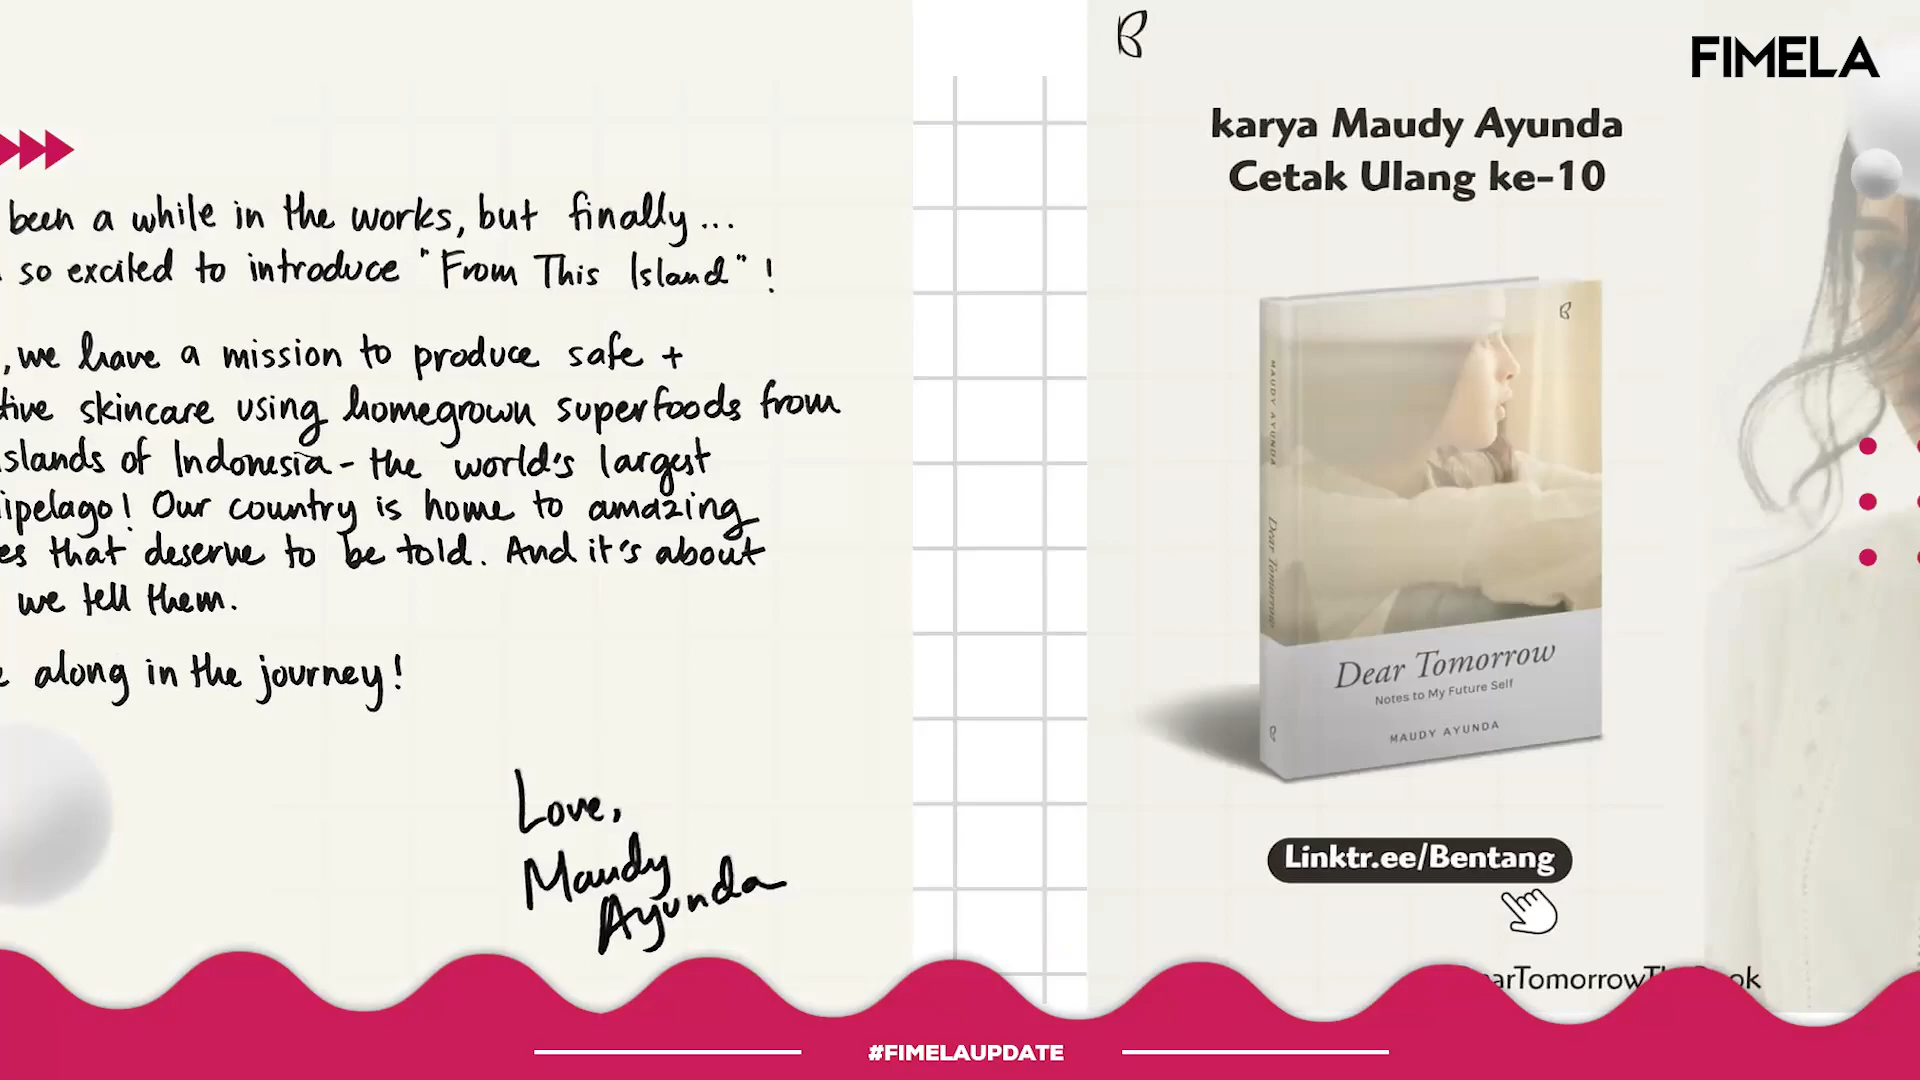 been a while in the works, but finally...
so excited to introduce "From This Island"!
, we have a mission to produce safe +
tive skincare using homegrown superfoods from
slands of Indonesia - the world's largest
ipelago! Our country is home to amazing
es that deserve to be told. And it's about
we tell them.
e along in the journey!
Love,
Maudy
Ayunda
FIMELA
karya Maudy Ayunda
Cetak Ulang ke-10
MAUDY AYUNDA
Dear Tomorrow
Dear Tomorrow
Notes to My Future Self
MAUDY AYUNDA
Linktr.ee/Bentang
arTomorrowT ok
#FIMELAUPDATE